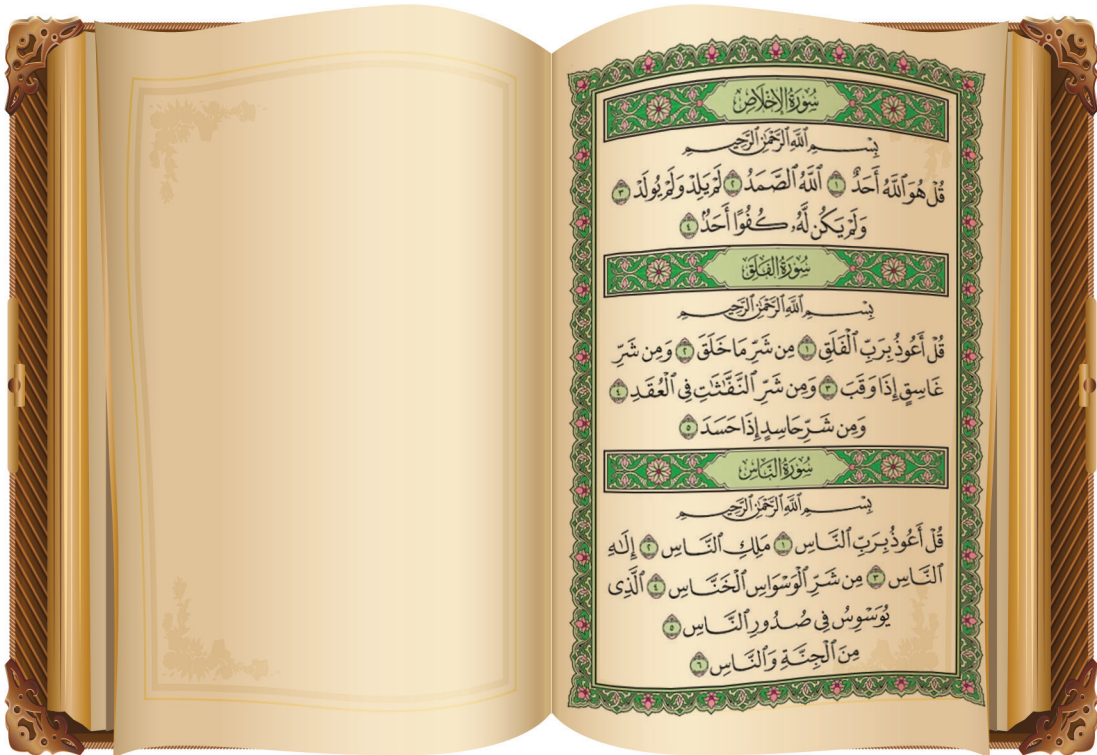 سُورَةُ الإِخْلَاصِ
بِسْمِ ٱللَّهِ ٱلرَّحْمَٰنِ ٱلرَّحِيمِ
قُلْ هُوَ ٱللَّهُ أَحَدٌ ١ ٱللَّهُ ٱلصَّمَدُ ٢ لَمْ يَلِدْ وَلَمْ يُولَدْ ٣
وَلَمْ يَكُن لَّهُۥ كُفُوًا أَحَدٌۢ ٤
سُورَةُ الْفَلَقِ
بِسْمِ ٱللَّهِ ٱلرَّحْمَٰنِ ٱلرَّحِيمِ
قُلْ أَعُوذُ بِرَبِّ ٱلْفَلَقِ ١ مِن شَرِّ مَا خَلَقَ ٢ وَمِن شَرِّ
غَاسِقٍ إِذَا وَقَبَ ٣ وَمِن شَرِّ ٱلنَّفَّٰثَٰتِ فِى ٱلْعُقَدِ ٤
وَمِن شَرِّ حَاسِدٍ إِذَا حَسَدَ ٥
سُورَةُ النَّاسِ
بِسْمِ ٱللَّهِ ٱلرَّحْمَٰنِ ٱلرَّحِيمِ
قُلْ أَعُوذُ بِرَبِّ ٱلنَّاسِ ١ مَلِكِ ٱلنَّاسِ ٢ إِلَٰهِ
ٱلنَّاسِ ٣ مِن شَرِّ ٱلْوَسْوَاسِ ٱلْخَنَّاسِ ٤ ٱلَّذِى
يُوَسْوِسُ فِى صُدُورِ ٱلنَّاسِ ٥
مِنَ ٱلْجِنَّةِ وَٱلنَّاسِ ٦